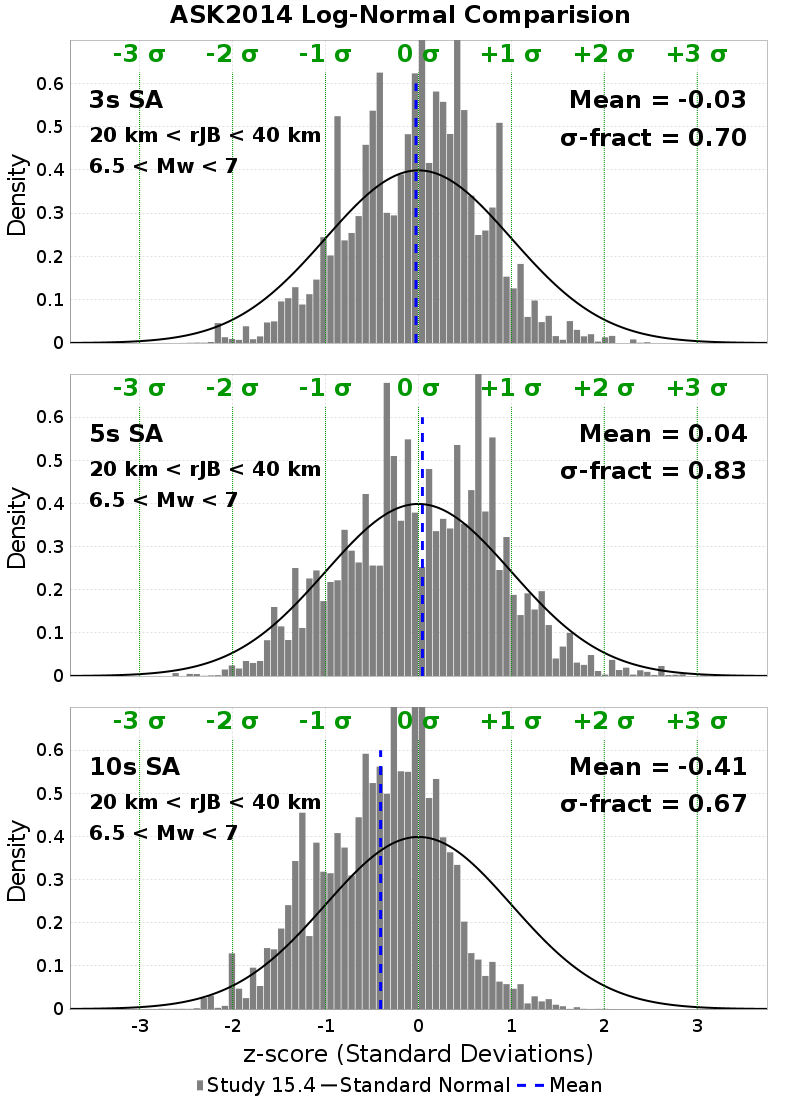 ASK2014 Log-Normal Comparision
-3 σ -2 σ -1 σ 0 σ +1 σ +2 σ +3 σ
3s SA
20 km < rJB < 40 km
6.5 < Mw < 7
Mean = -0.03
σ-fract = 0.70
Density
0.6
0.5
0.4
0.3
0.2
0.1
0
-3 σ -2 σ -1 σ 0 σ +1 σ +2 σ +3 σ
5s SA
20 km < rJB < 40 km
6.5 < Mw < 7
Mean = 0.04
σ-fract = 0.83
Density
0.6
0.5
0.4
0.3
0.2
0.1
0
-3 σ -2 σ -1 σ 0 σ +1 σ +2 σ +3 σ
10s SA
20 km < rJB < 40 km
6.5 < Mw < 7
Mean = -0.41
σ-fract = 0.67
Density
0.6
0.5
0.4
0.3
0.2
0.1
0
-3 -2 -1 0 1 2 3
z-score (Standard Deviations)
Study 15.4 Standard Normal Mean